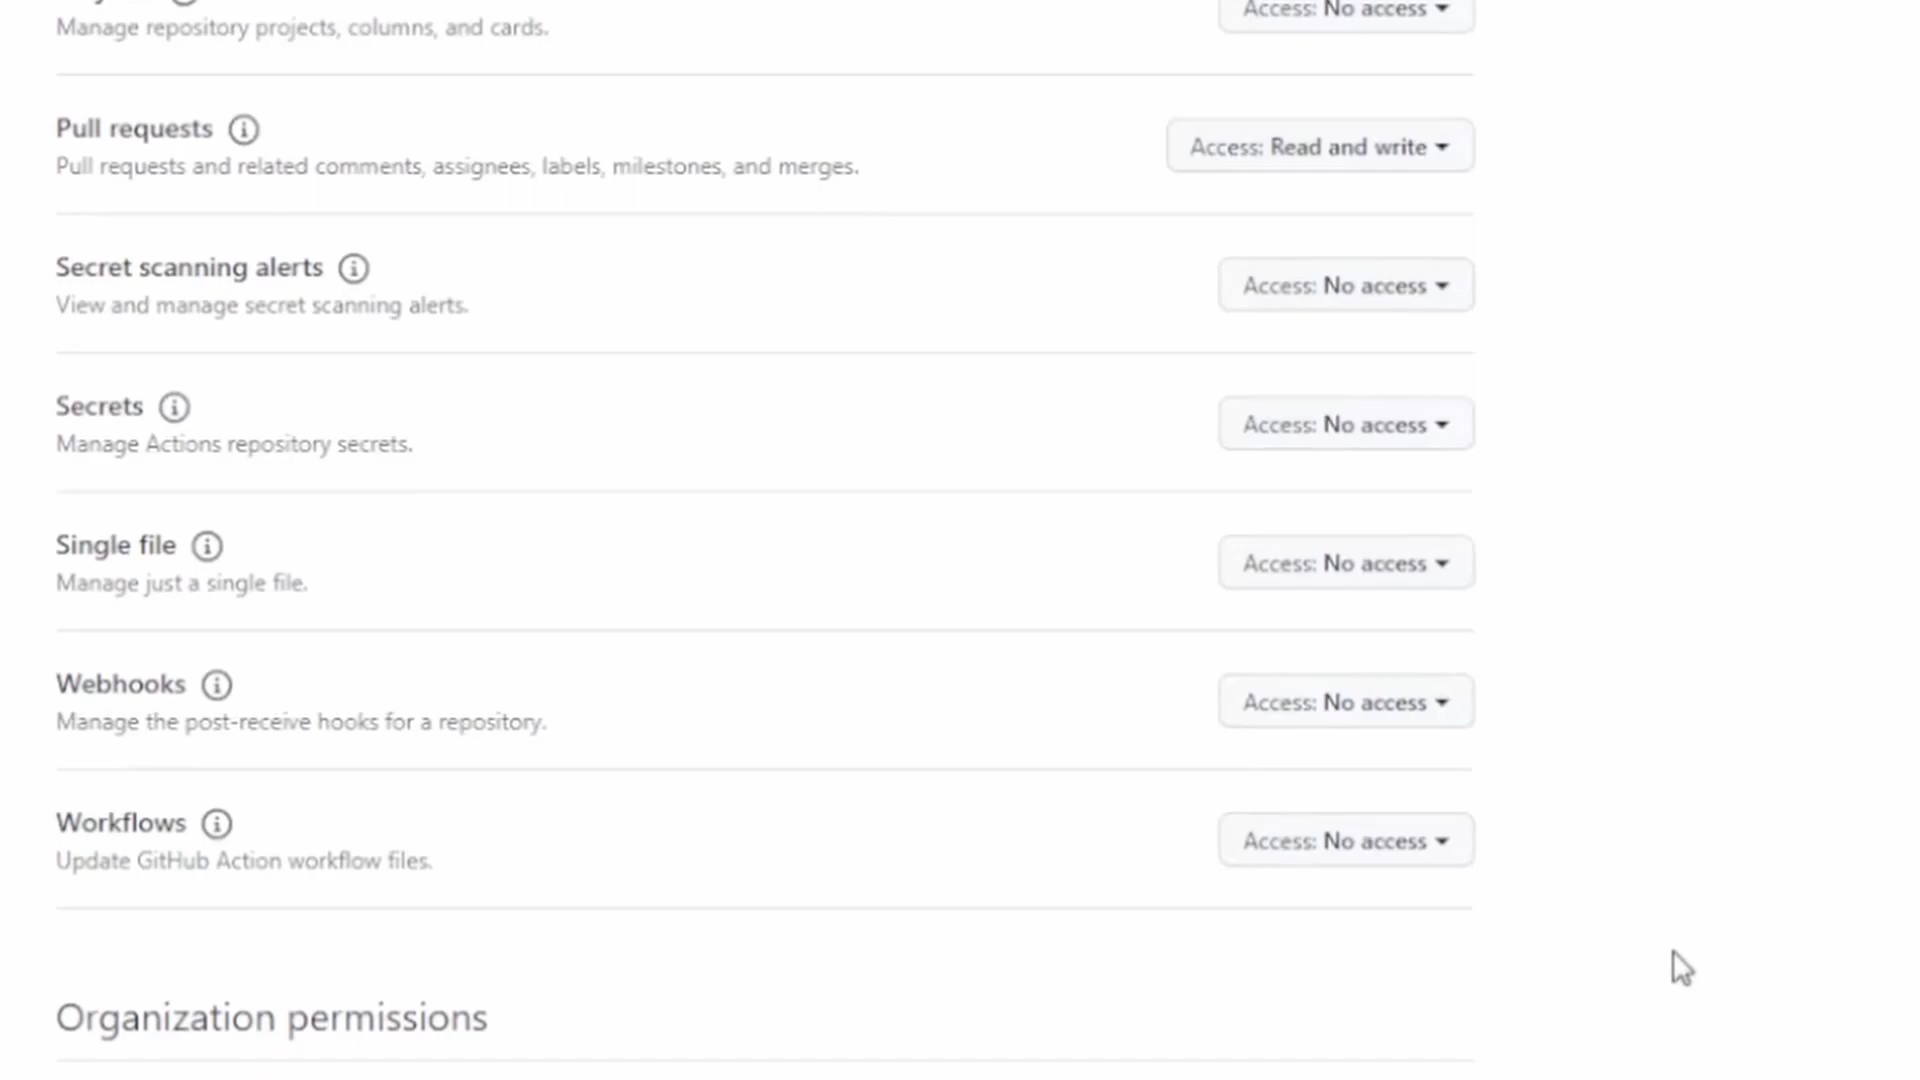 Access: No access
Manage repository projects, columns, and cards.
Pull requests
Access: Read and write
Pull requests and related comments, assignees, labels, milestones, and merges.
Secret scanning alerts
Access: No access
View and manage secret scanning alerts.
Secrets
Access: No access
Manage Actions repository secrets.
Single file
Access: No access
Manage just a single file.
Webhooks
Access: No access
Manage the post-receive hooks for a repository.
Workflows
Access: No access
Update GitHub Action workflow files.
Organization permissions